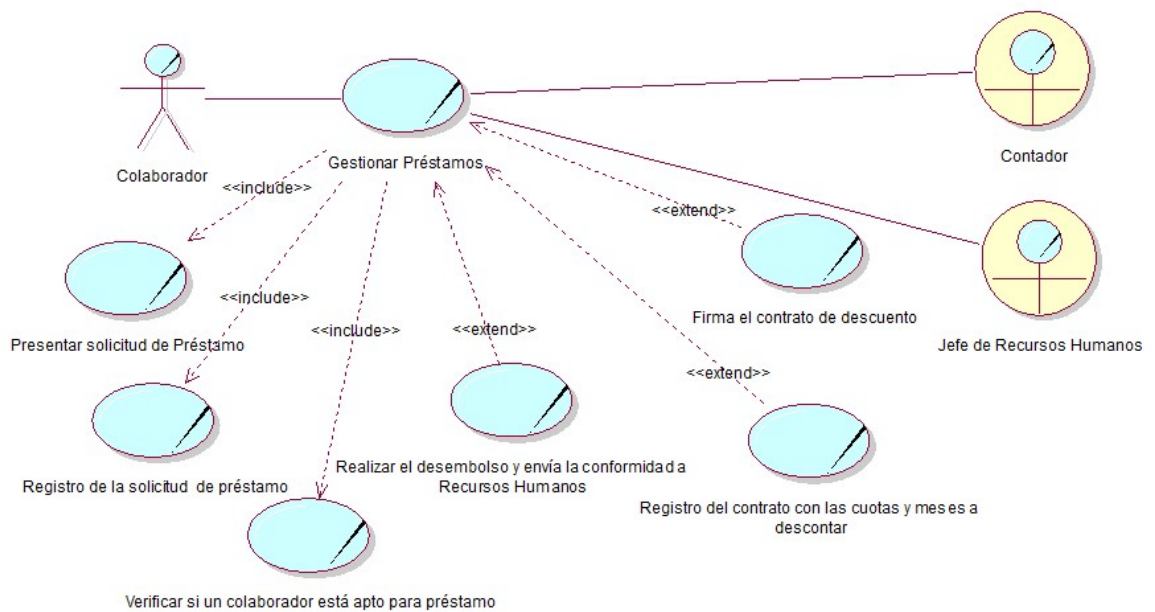 Colaborador
Gestionar Préstamos
Contador
<<include>>
<<extend>>
Presentar solicitud de Préstamo
<<include>>
<<include>>
<<extend>>
Firma el contrato de descuento
Jefe de Recursos Humanos
<<extend>>
Registro de la solicitud de préstamo
Realizar el desembolso y envía la conformidad a
Recursos Humanos
Registro del contrato con las cuotas y meses a
descontar
Verificar si un colaborador está apto para préstamo